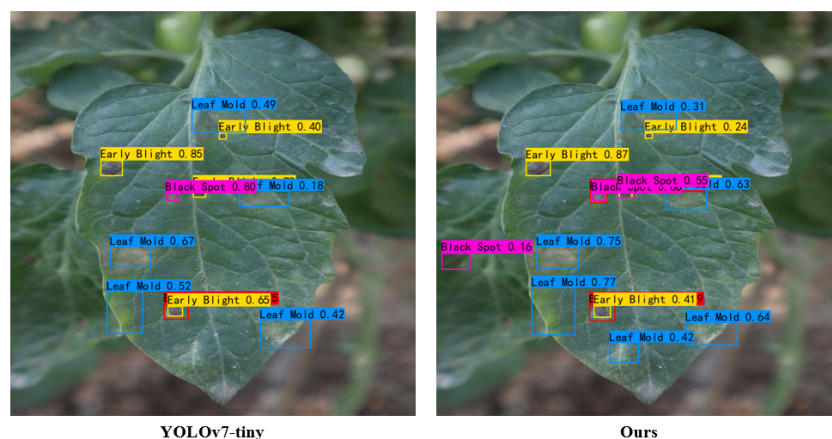 Leaf Mold 0.49
Early Blight 0.40
Early Blight 0.85
Black Spot 0.80
f Mold 0.18
Leaf Mold 0.67
Leaf Mold 0.52
Early Blight 0.65
Leaf Mold 0.42
YOLOv7-tiny
Leaf Mold 0.31
Early Blight 0.24
Early Blight 0.87
Black Spot 0.55
ld 0.63
Black Spot 0.16
Leaf Mold 0.75
Leaf Mold 0.77
Early Blight 0.41
Leaf Mold 0.64
Leaf Mold 0.42
Ours